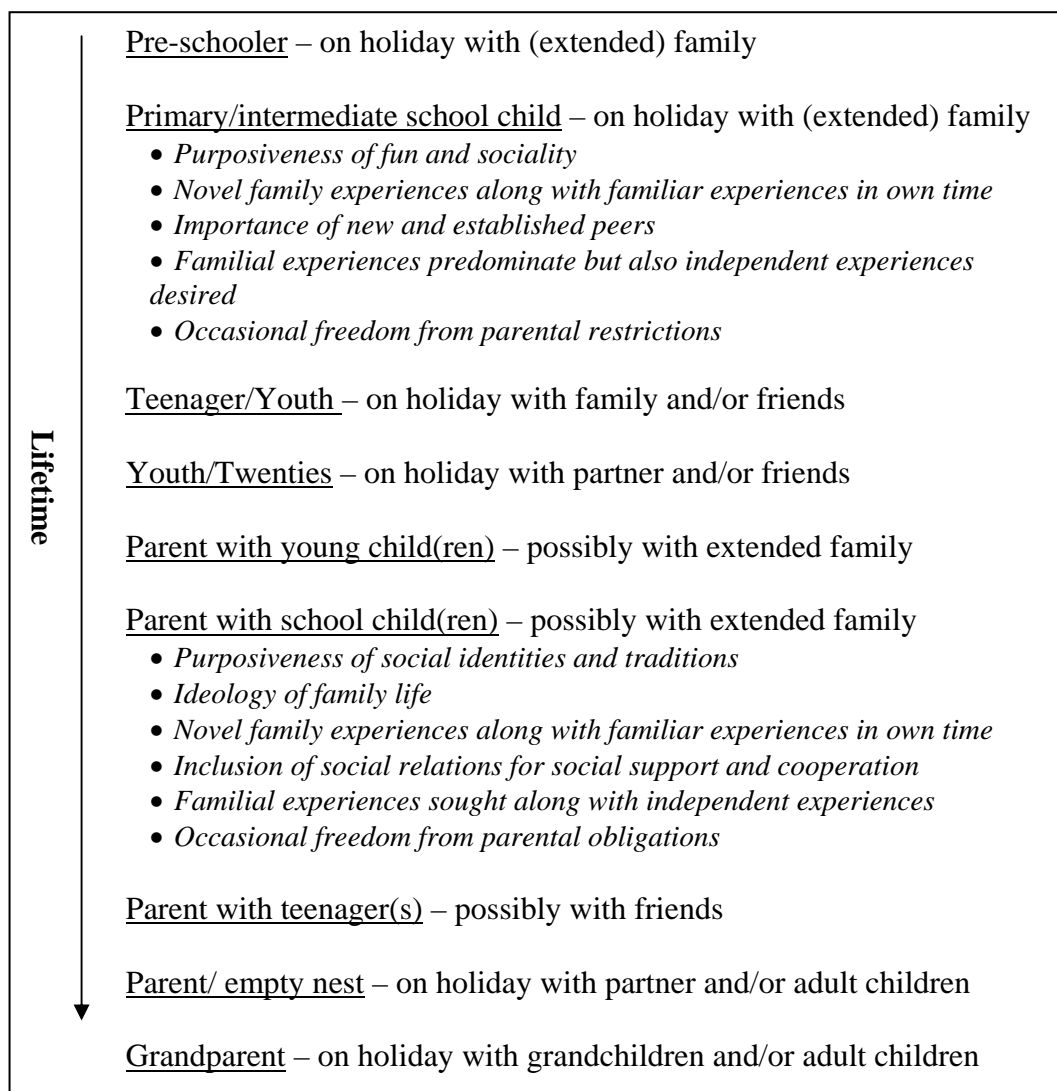 Pre-schooler – on holiday with (extended) family
Primary/intermediate school child – on holiday with (extended) family
• Purposiveness of fun and sociality
• Novel family experiences along with familiar experiences in own time
• Importance of new and established peers
• Familial experiences predominate but also independent experiences
desired
• Occasional freedom from parental restrictions
Teenager/Youth – on holiday with family and/or friends
Lifetime
Youth/Twenties – on holiday with partner and/or friends
Parent with young child(ren) – possibly with extended family
Parent with school child(ren) – possibly with extended family
• Purposiveness of social identities and traditions
• Ideology of family life
• Novel family experiences along with familiar experiences in own time
• Inclusion of social relations for social support and cooperation
• Familial experiences sought along with independent experiences
• Occasional freedom from parental obligations
Parent with teenager(s) – possibly with friends
Parent/ empty nest – on holiday with partner and/or adult children
Grandparent – on holiday with grandchildren and/or adult children